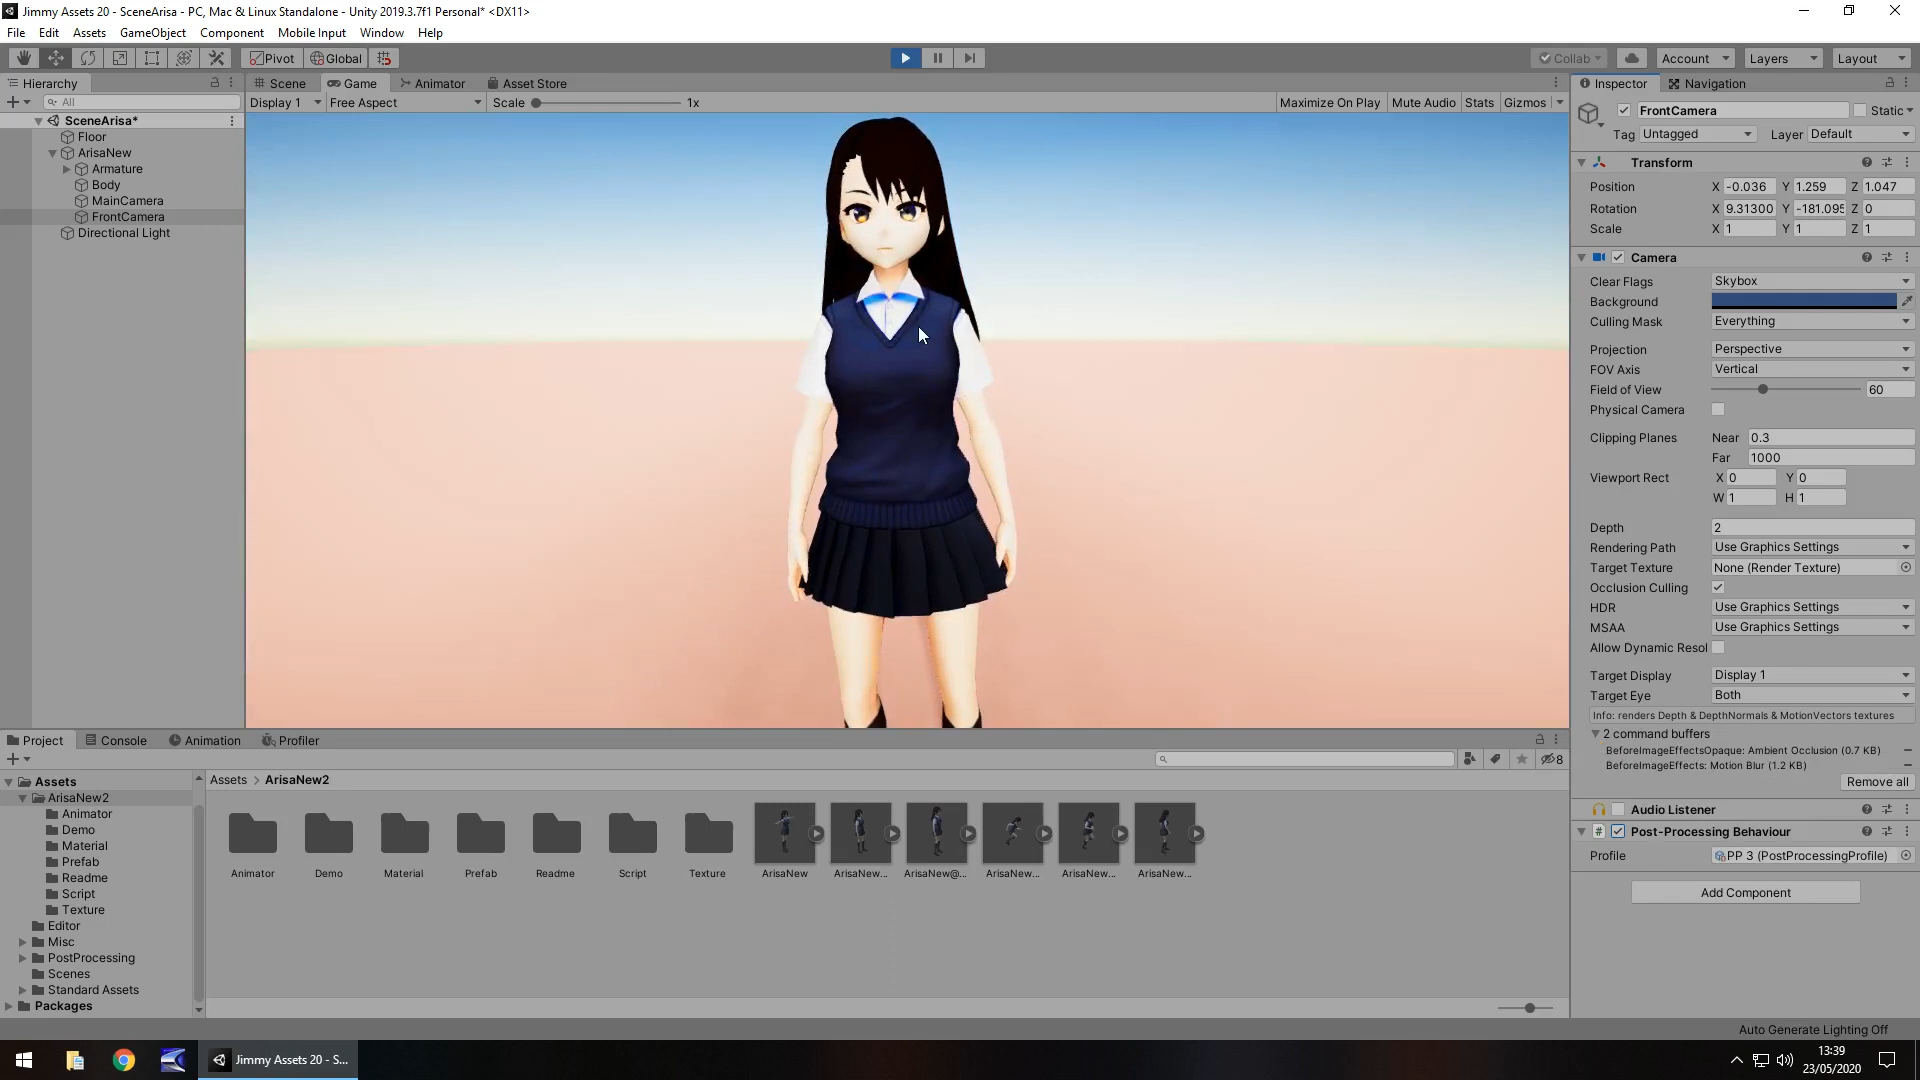 Jimmy Assets 20 - SceneArisa - PC, Mac & Linux Standalone - Unity 2019.3.7f1 Personal* <DX11>
File Edit Assets GameObject Component Mobile Input Window Help
Pivot Global Collab Account Layers Layout
Hierarchy
All
SceneArisa*
Floor
ArisaNew
Armature
Body
MainCamera
FrontCamera
Directional Light
Scene Game Animator Asset Store
Display 1 Free Aspect Scale 1x Maximize On Play Mute Audio Stats Gizmos
Inspector Navigation
FrontCamera Static
Tag Untagged Layer Default
Transform
Position X -0.036 Y 1.259 Z 1.047
Rotation X 9.31300 Y -181.095 Z 0
Scale X 1 Y 1 Z 1
Camera
Clear Flags Skybox
Background
Culling Mask Everything
Projection Perspective
FOV Axis Vertical
Field of View 60
Physical Camera
Clipping Planes Near 0.3
Far 1000
Viewport Rect X 0 Y 0
W 1 H 1
Depth 2
Rendering Path Use Graphics Settings
Target Texture None (Render Texture)
Occlusion Culling
HDR Use Graphics Settings
MSAA Use Graphics Settings
Allow Dynamic Resol
Target Display Display 1
Target Eye Both
Info: renders Depth & DepthNormals & MotionVectors textures
2 command buffers
BeforeImageEffectsOpaque: Ambient Occlusion (0.7 KB)
BeforeImageEffects: Motion Blur (1.2 KB)
Remove all
Audio Listener
Post-Processing Behaviour
Profile PP 3 (PostProcessingProfile)
Add Component
Project Console Animation Profiler
8
Assets
ArisaNew2
Animator
Demo
Material
Prefab
Readme
Script
Texture
Editor
Misc
PostProcessing
Scenes
Standard Assets
Packages
Assets > ArisaNew2
Animator Demo Material Prefab Readme Script Texture ArisaNew ArisaNew... ArisaNew@... ArisaNew... ArisaNew... ArisaNew...
Auto Generate Lighting Off
Jimmy Assets 20 - S...
13:39
23/05/2020